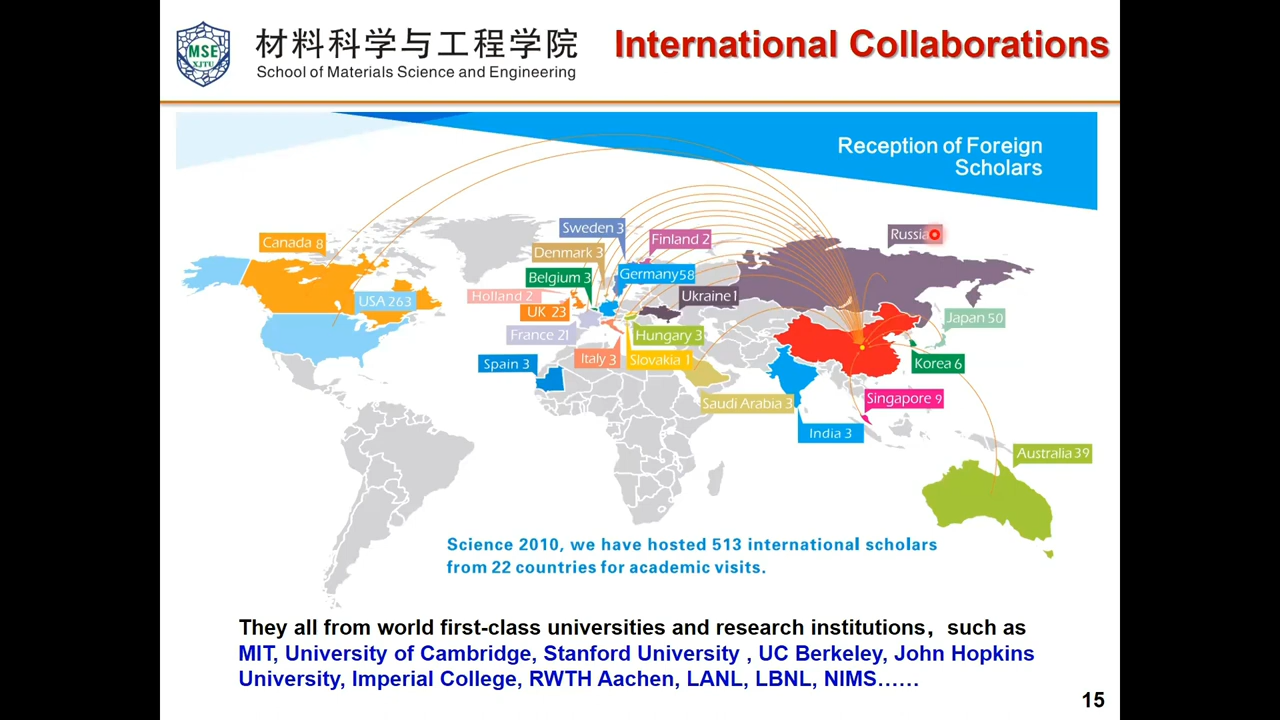 MSE
XJTU
材料科学与工程学院
School of Materials Science and Engineering
International Collaborations
Reception of Foreign
Scholars
Canada 8
USA 263
Sweden 3
Finland 2
Denmark 3
Belgium 3
Germany 58
Holland 2
Ukraine 1
UK 23
France 21
Hungary 3
Spain 3
Italy 3
Slovakia 1
Saudi Arabia 3
Russia
Japan 50
Korea 6
Singapore 9
India 3
Australia 39
Science 2010, we have hosted 513 international scholars
from 22 countries for academic visits.
They all from world first-class universities and research institutions，such as
MIT, University of Cambridge, Stanford University , UC Berkeley, John Hopkins
University, Imperial College, RWTH Aachen, LANL, LBNL, NIMS……
15